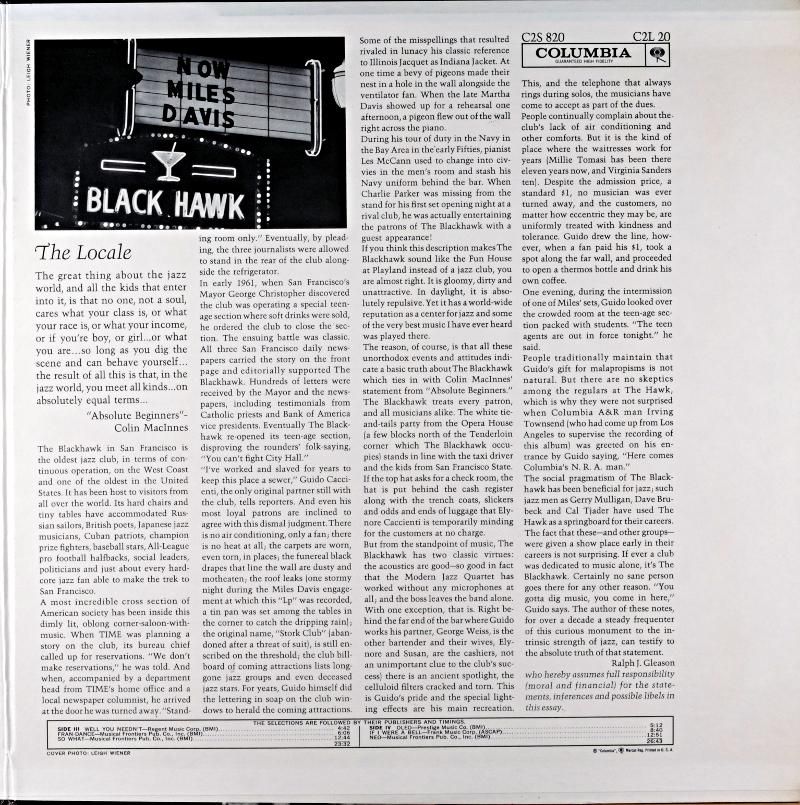 PHOTO: LEIGH WIENER
NOW
MILES
DAVIS
BLACK HAWK
The Locale
The great thing about the jazz
world, and all the kids that enter
into it, is that no one, not a soul,
cares what your class is, or what
your race is, or what your income,
or if you're boy, or girl...or what
you are...so long as you dig the
scene and can behave yourself...
the result of all this is that, in the
jazz world, you meet all kinds...on
absolutely equal terms...
"Absolute Beginners"-
Colin MacInnes
The Blackhawk in San Francisco is
the oldest jazz club, in terms of con-
tinuous operation, on the West Coast
and one of the oldest in the United
States. It has been host to visitors from
all over the world. Its hard chairs and
tiny tables have accommodated Rus-
sian sailors, British poets, Japanese jazz
musicians, Cuban patriots, champion
prize fighters, baseball stars, All-League
pro football halfbacks, social leaders,
politicians and just about every hard-
core jazz fan able to make the trek to
San Francisco.
A most incredible cross section of
American society has been inside this
dimly lit, oblong corner-saloon-with-
music. When TIME was planning a
story on the club, its bureau chief
called up for reservations. "We don't
make reservations," he was told. And
when, accompanied by a department
head from TIME's home office and a
local newspaper columnist, he arrived
at the door he was turned away. "Stand-
ing room only." Eventually, by plead-
ing, the three journalists were allowed
to stand in the rear of the club along-
side the refrigerator.
In early 1961, when San Francisco's
Mayor George Christopher discovered
the club was operating a special teen-
age section where soft drinks were sold,
he ordered the club to close the sec-
tion. The ensuing battle was classic.
All three San Francisco daily news-
papers carried the story on the front
page and editorially supported The
Blackhawk. Hundreds of letters were
received by the Mayor and the news-
papers, including testimonials from
Catholic priests and Bank of America
vice presidents. Eventually The Black-
hawk re-opened its teen-age section,
disproving the rounders' folk-saying,
"You can't fight City Hall."
"I've worked and slaved for years to
keep this place a sewer," Guido Cacci-
enti, the only original partner still with
the club, tells reporters. And even his
most loyal patrons are inclined to
agree with this dismal judgment. There
is no air conditioning, only a fan; there
is no heat at all; the carpets are worn,
even torn, in places; the funereal black
drapes that line the wall are dusty and
motheaten; the roof leaks (one stormy
night during the Miles Davis engage-
ment at which this "Lp" was recorded,
a tin pan was set among the tables in
the corner to catch the dripping rain);
the original name, "Stork Club" (aban-
doned after a threat of suit), is still en-
scribed on the threshold; the club bill-
board of coming attractions lists long-
gone jazz groups and even deceased
jazz stars. For years, Guido himself did
the lettering in soap on the club win-
dows to herald the coming attractions.
Some of the misspellings that resulted
rivaled in lunacy his classic reference
to Illinois Jacquet as Indiana Jacket. At
one time a bevy of pigeons made their
nest in a hole in the wall alongside the
ventilator fan. When the late Martha
Davis showed up for a rehearsal one
afternoon, a pigeon flew out of the wall
right across the piano.
During his tour of duty in the Navy in
the Bay Area in the early Fifties, pianist
Les McCann used to change into civ-
vies in the men's room and stash his
Navy uniform behind the bar. When
Charlie Parker was missing from the
stand for his first set opening night at a
rival club, he was actually entertaining
the patrons of The Blackhawk with a
guest appearance!
If you think this description makes The
Blackhawk sound like the Fun House
at Playland instead of a jazz club, you
are almost right. It is gloomy, dirty and
unattractive. In daylight, it is abso-
lutely repulsive. Yet it has a world-wide
reputation as a center for jazz and some
of the very best music I have ever heard
was played there.
The reason, of course, is that all these
unorthodox events and attitudes indi-
cate a basic truth about The Blackhawk
which ties in with Colin MacInnes'
statement from "Absolute Beginners."
The Blackhawk treats every patron,
and all musicians alike. The white tie-
and-tails party from the Opera House
(a few blocks north of the Tenderloin
corner which The Blackhawk occu-
pies) stands in line with the taxi driver
and the kids from San Francisco State.
If the top hat asks for a check room, the
hat is put behind the cash register
along with the trench coats, slickers
and odds and ends of luggage that Ely-
nore Caccienti is temporarily minding
for the customers at no charge.
But from the standpoint of music, The
Blackhawk has two classic virtues:
the acoustics are good—so good in fact
that the Modern Jazz Quartet has
worked without any microphones at
all; and the boss leaves the band alone.
With one exception, that is. Right be-
hind the far end of the bar where Guido
works his partner, George Weiss, is the
other bartender and their wives, Ely-
nore and Susan, are the cashiers, not
an unimportant clue to the club's suc-
cess) there is an ancient spotlight, the
celluloid filters cracked and torn. This
is Guido's pride and the special light-
ing effects are his main recreation.
C2S 820 C2L 20
COLUMBIA
GUARANTEED HIGH FIDELITY
This, and the telephone that always
rings during solos, the musicians have
come to accept as part of the dues.
People continually complain about the
club's lack of air conditioning and
other comforts. But it is the kind of
place where the waitresses work for
years (Millie Tomasi has been there
eleven years now, and Virginia Sanders
ten). Despite the admission price, a
standard $1, no musician was ever
turned away, and the customers, no
matter how eccentric they may be, are
uniformly treated with kindness and
tolerance. Guido drew the line, how-
ever, when a fan paid his $1, took a
spot along the far wall, and proceeded
to open a thermos bottle and drink his
own coffee.
One evening, during the intermission
of one of Miles' sets, Guido looked over
the crowded room at the teen-age sec-
tion packed with students. "The teen
agents are out in force tonight." he
said.
People traditionally maintain that
Guido's gift for malapropisms is not
natural. But there are no skeptics
among the regulars at The Hawk,
which is why they were not surprised
when Columbia A&R man Irving
Townsend (who had come up from Los
Angeles to supervise the recording of
this album) was greeted on his en-
trance by Guido saying, "Here comes
Columbia's N. R. A. man."
The social pragmatism of The Black-
hawk has been beneficial for jazz; such
jazz men as Gerry Mulligan, Dave Bru-
beck and Cal Tjader have used The
Hawk as a springboard for their careers.
The fact that these—and other groups—
were given a show place early in their
careers is not surprising. If ever a club
was dedicated to music alone, it's The
Blackhawk. Certainly no sane person
goes there for any other reason. "You
gotta dig music, you come in here,"
Guido says. The author of these notes,
for over a decade a steady frequenter
of this curious monument to the in-
trinsic strength of jazz, can testify to
the absolute truth of that statement.
Ralph J. Gleason
who hereby assumes full responsibility
(moral and financial) for the state-
ments, inferences and possible libels in
this essay.
THE SELECTIONS ARE FOLLOWED BY THEIR PUBLISHERS AND TIMINGS.
SIDE III WELL YOU NEEDN'T—Regent Music Corp. (BMI) 4:42
FRAN-DANCE—Musical Frontiers Pub. Co., Inc. (BMI) 6:06
SO WHAT—Musical Frontiers Pub. Co., Inc. (BMI) 12:44
23:32
SIDE IV OLEO—Prestige Music Co. (BMI) 5:12
IF I WERE A BELL—Frank Music Corp. (ASCAP) 8:40
NEO—Musical Frontiers Pub. Co., Inc. (BMI) 12:51
26:43
COVER PHOTO: LEIGH WIENER
® "Columbia", Marcas Reg. Printed in U. S. A.